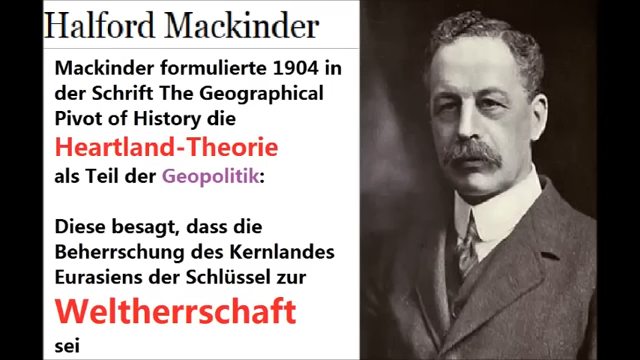 Halford Mackinder
Mackinder formulierte 1904 in
der Schrift The Geographical
Pivot of History die
Heartland-Theorie
als Teil der Geopolitik:
Diese besagt, dass die
Beherrschung des Kernlandes
Eurasiens der Schlüssel zur
Weltherrschaft
sei